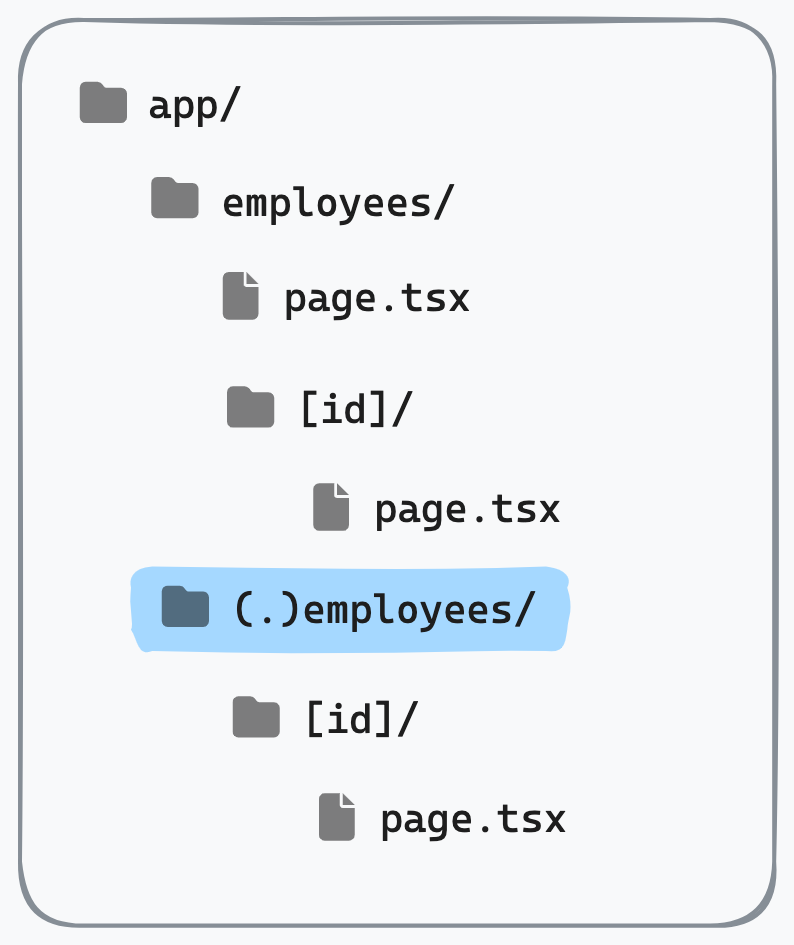 app/
employees/
page.tsx
[id]/
page.tsx
(.)employees/
[id]/
page.tsx